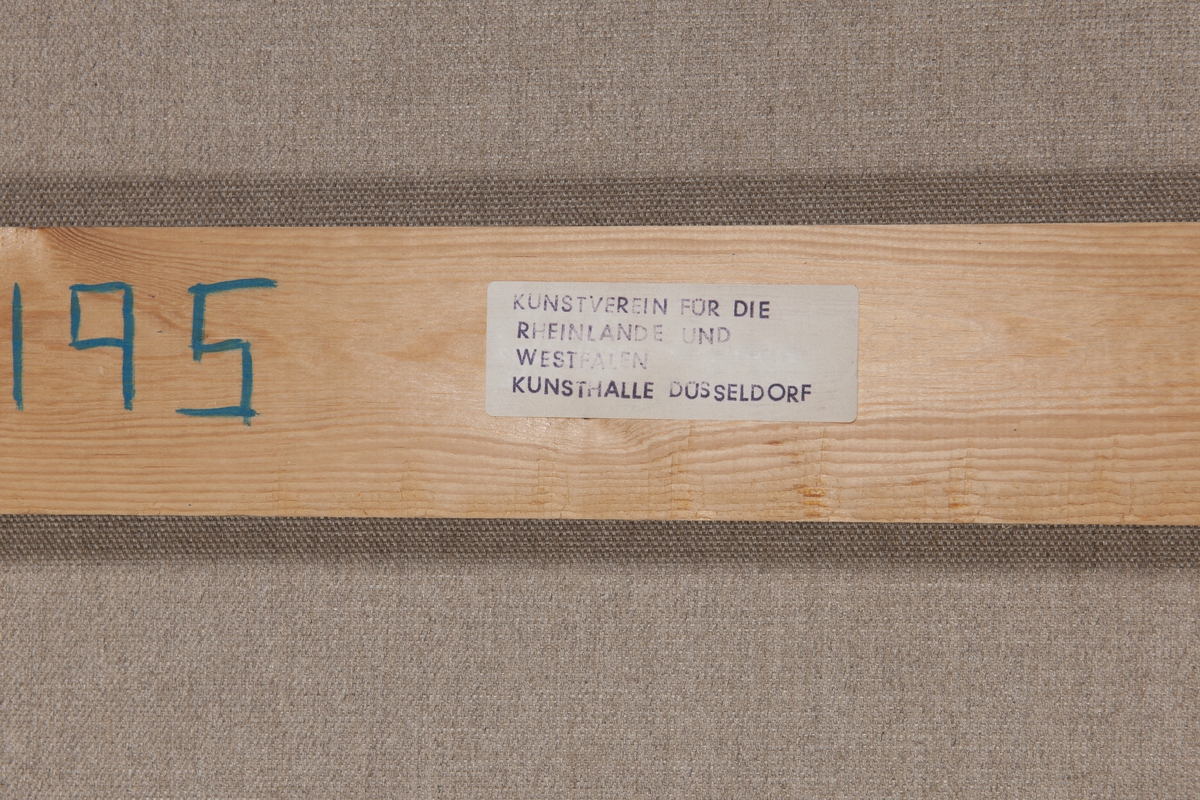 195
KUNSTVEREIN FÜR DIE
RHEINLANDE UND
WESTFALEN
KUNSTHALLE DÜSSELDORF